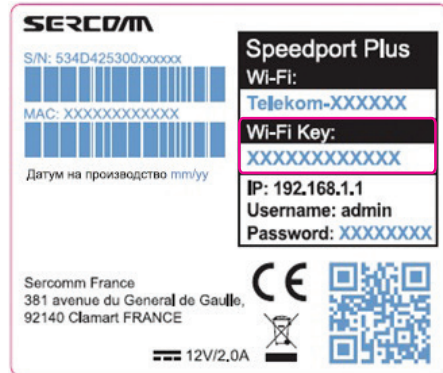 SERCOMM
S/N: 534D425300xxxxxx
MAC: XXXXXXXXXXXX
Датум на производство mm/yy
Speedport Plus
Wi-Fi:
Telekom-XXXXXX
Wi-Fi Key:
XXXXXXXXXXXX
IP: 192.168.1.1
Username: admin
Password: XXXXXXXX
Sercomm France
381 avenue du General de Gaulle,
92140 Clamart FRANCE
CE
12V/2.0A